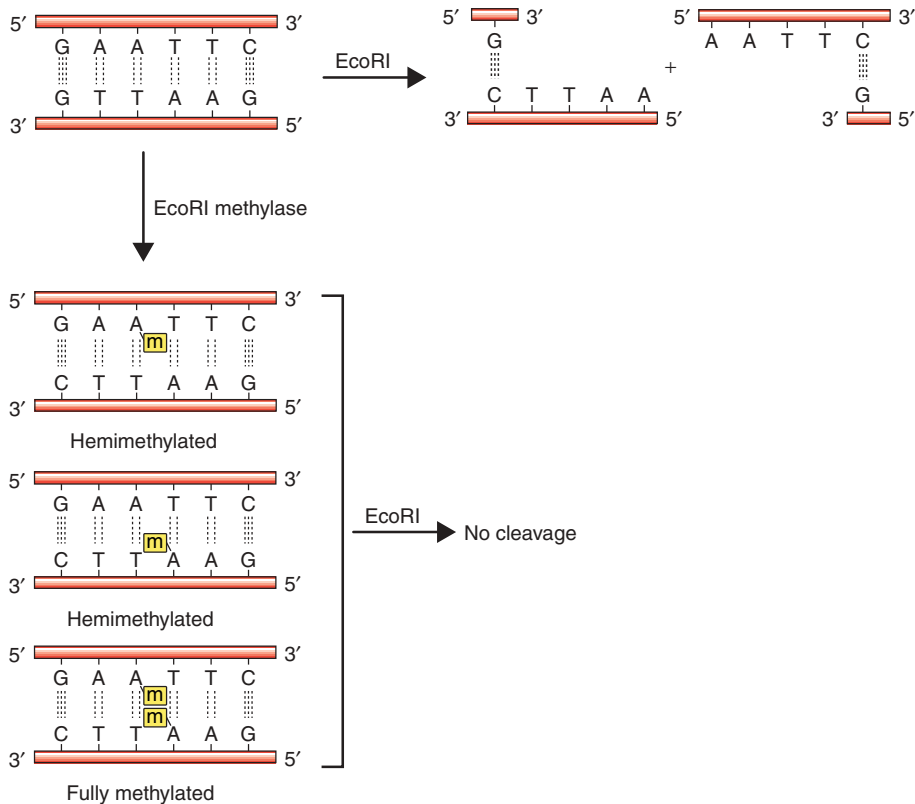 5′ 3′
G A A T T C
G T T A A G
3′ 5′
EcoRI
5′ 3′
G
C T T A A
3′ 5′
+
5′ 3′
A A T T C
G
3′ 5′
EcoRI methylase
5′ 3′
G A A T T C
m
C T T A A G
3′ 5′
Hemimethylated
5′ 3′
G A A T T C
m
C T T A A G
3′ 5′
Hemimethylated
5′ 3′
G A A T T C
m
m
C T T A A G
3′ 5′
Fully methylated
EcoRI
No cleavage